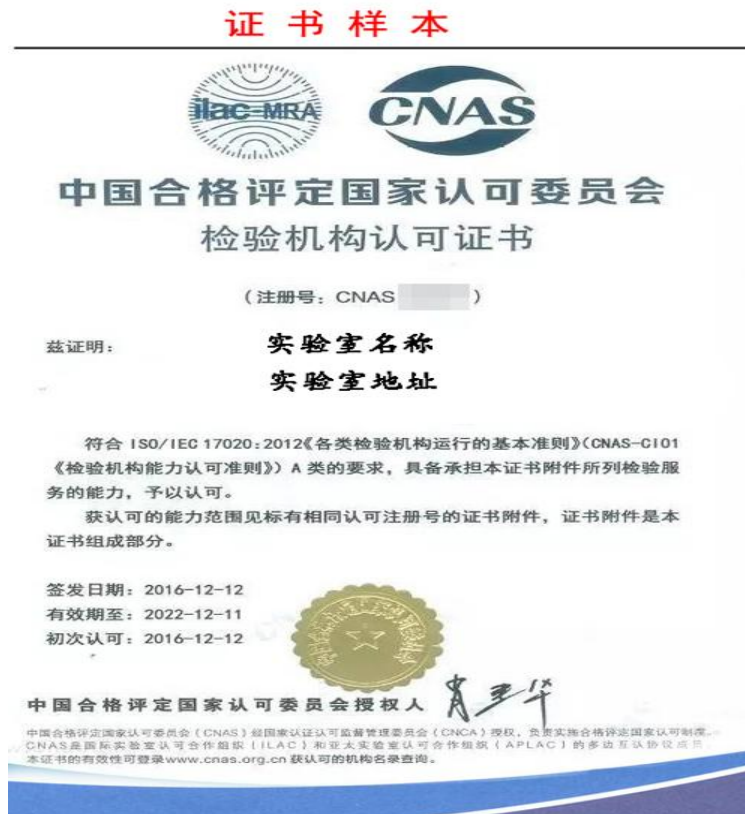 证书样本
ilac-MRA
CNAS
中国合格评定国家认可委员会
检验机构认可证书
（注册号：CNAS ）
兹证明：
实验室名称
实验室地址
符合 ISO/IEC 17020:2012《各类检验机构运行的基本准则》（CNAS-CI01
《检验机构能力认可准则》）A 类的要求，具备承担本证书附件所列检验服
务的能力，予以认可。
获认可的能力范围见标有相同认可注册号的证书附件，证书附件是本
证书组成部分。
签发日期：2016-12-12
有效期至：2022-12-11
初次认可：2016-12-12
中国合格评定国家认可委员会授权人
中国合格评定国家认可委员会（CNAS）经国家认证认可监督管理委员会（CNCA）授权，负责实施合格评定国家认可制度。
CNAS是国际实验室认可合作组织（ILAC）和亚太实验室认可合作组织（APLAC）的多边互认协议成员。
本证书的有效性可登录www.cnas.org.cn 获认可的机构名录查询。